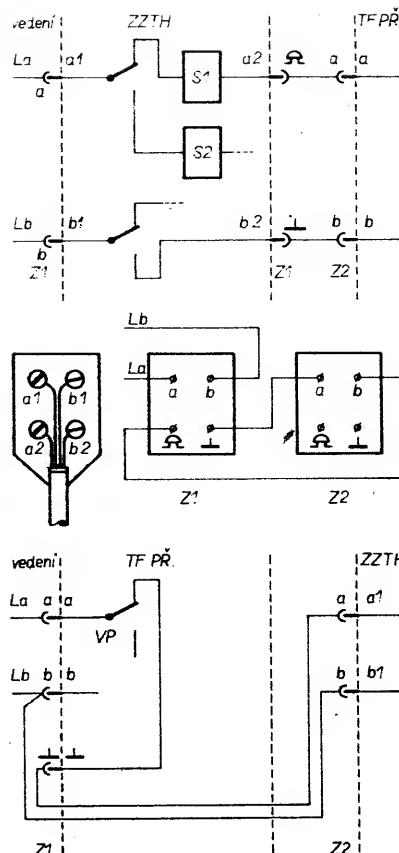 vedení ZZTH TF PŘ.
La a1 S1 a2 a a
a
S2
Lb b1 b2 b b
b
Z1 Z1 Z2
Lb
La a b a b
a1 b1
a2 b2
Z1 Z2
vedení TF PŘ. ZZTH
La a a a a1
VP
Lb b b b b1
Z1 Z2